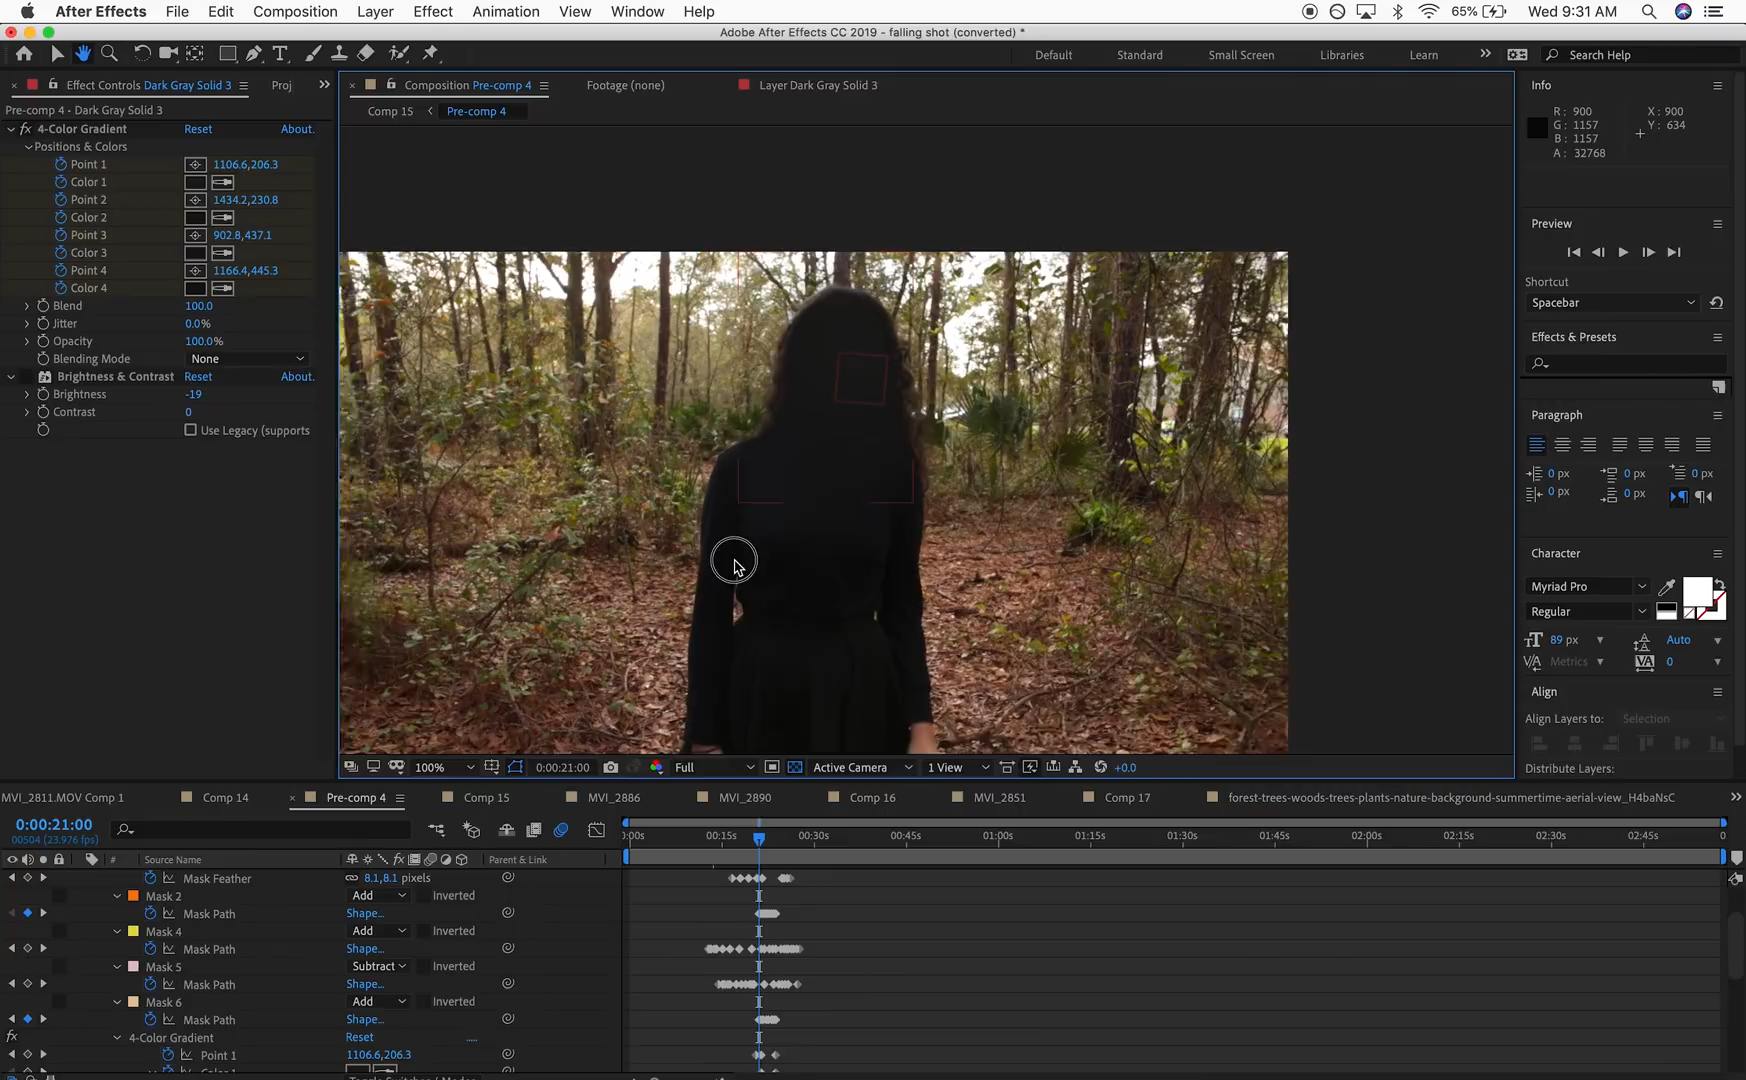 After Effects File Edit Composition Layer Effect Animation View Window Help 65% Wed 9:31 AM
Adobe After Effects CC 2019 - falling shot (converted) *
Default Standard Small Screen Libraries Learn Search Help
Effect Controls Dark Gray Solid 3 Proj
Composition Pre-comp 4 Footage (none) Layer Dark Gray Solid 3
Pre-comp 4 • Dark Gray Solid 3
Comp 15 Pre-comp 4
fx 4-Color Gradient Reset About.
Positions & Colors
Point 1 1106.6,206.3
Color 1
Point 2 1434.2,230.8
Color 2
Point 3 902.8,437.1
Color 3
Point 4 1166.4,445.3
Color 4
Blend 100.0
Jitter 0.0%
Opacity 100.0%
Blending Mode None
Brightness & Contrast Reset About.
Brightness -19
Contrast 0
Use Legacy (supports
Info
R: 900 X: 900
G: 1157 Y: 634
B: 1157
A: 32768
Preview
Shortcut
Spacebar
Effects & Presets
Paragraph
0 px 0 px 0 px
0 px 0 px
Character
Myriad Pro
Regular
89 px Auto
Metrics 0
Align
Align Layers to: Selection
Distribute Layers:
100% 0:00:21:00 Full Active Camera 1 View +0.0
MVI_2811.MOV Comp 1 Comp 14 Pre-comp 4 Comp 15 MVI_2886 MVI_2890 Comp 16 MVI_2851 Comp 17 forest-trees-woods-trees-plants-nature-background-summertime-aerial-view_H4baNsC
0:00:21:00
00504 (23.976 fps)
0:00s 00:15s 00:30s 00:45s 01:00s 01:15s 01:30s 01:45s 02:00s 02:15s 02:30s 02:45s 0
# Source Name Parent & Link
Mask Feather 8.1,8.1 pixels
Mask 2 Add Inverted
Mask Path Shape...
Mask 4 Add Inverted
Mask Path Shape...
Mask 5 Subtract Inverted
Mask Path Shape...
Mask 6 Add Inverted
Mask Path Shape...
fx 4-Color Gradient Reset .....
Point 1 1106.6,206.3